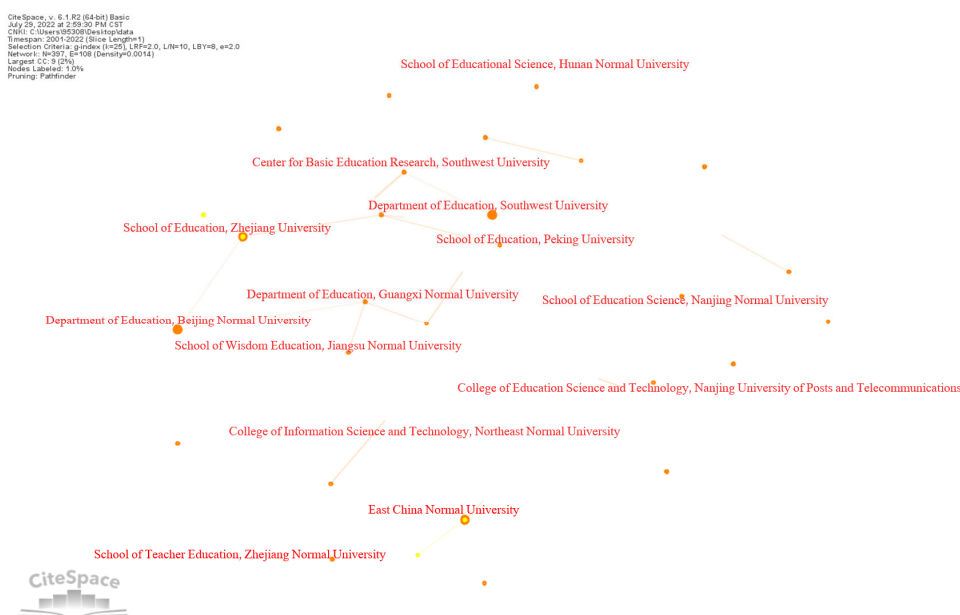 CiteSpace, v. 6.1.R2 (64-bit) Basic
July 29, 2022 at 2:59:30 PM CST
CNKI: C:\Users\95308\Desktop\data
Timespan: 2001-2022 (Slice Length=1)
Selection Criteria: g-index (k=25), LRF=2.0, L/N=10, LBY=8, e=2.0
Network: N=397, E=108 (Density=0.0014)
Largest CC: 9 (2%)
Nodes Labeled: 1.0%
Pruning: Pathfinder
School of Educational Science, Hunan Normal University
Center for Basic Education Research, Southwest University
Department of Education, Southwest University
School of Education, Zhejiang University
School of Education, Peking University
Department of Education, Guangxi Normal University
School of Education Science, Nanjing Normal University
Department of Education, Beijing Normal University
School of Wisdom Education, Jiangsu Normal University
College of Education Science and Technology, Nanjing University of Posts and Telecommunications
College of Information Science and Technology, Northeast Normal University
East China Normal University
School of Teacher Education, Zhejiang Normal University
CiteSpace